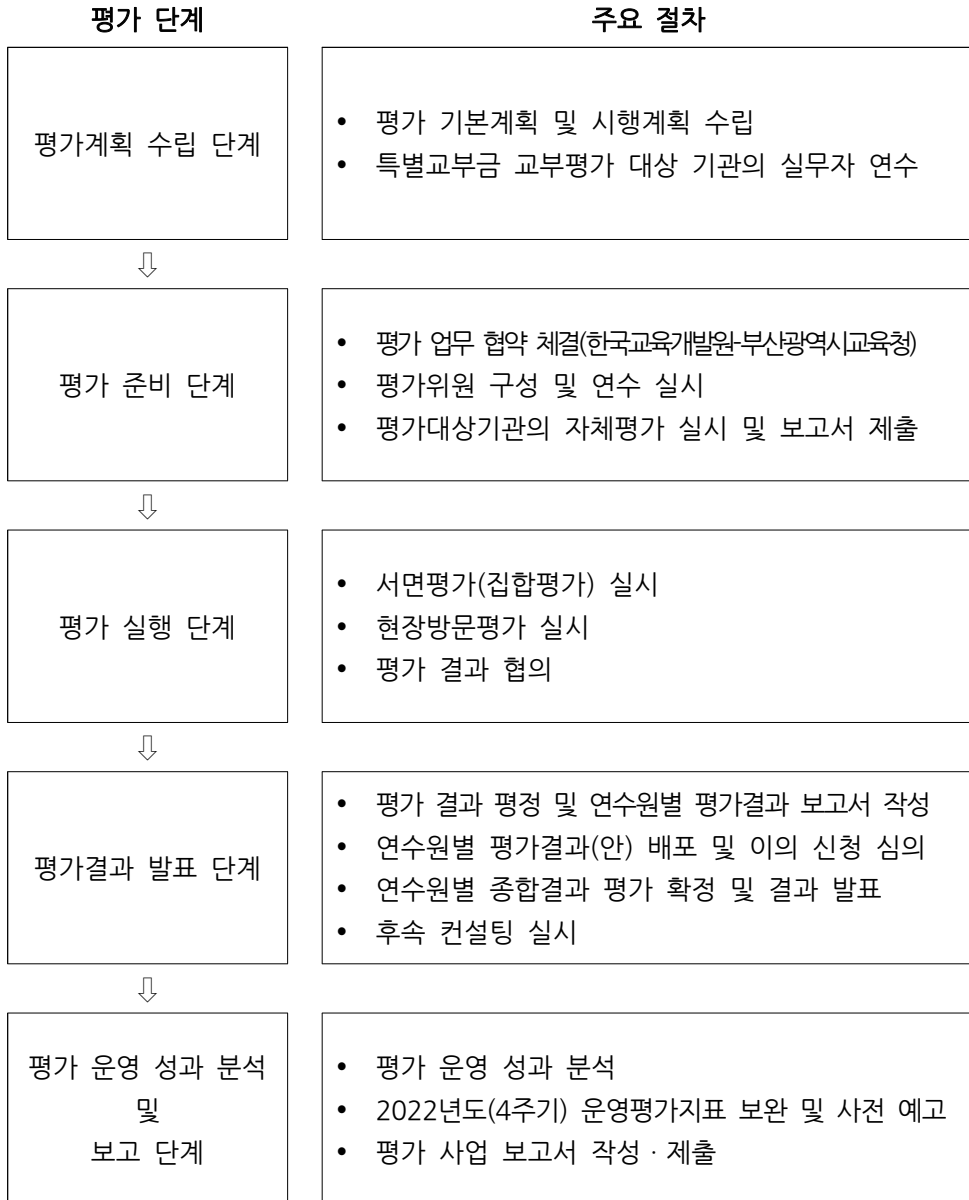 평가 단계
주요 절차
평가계획 수립 단계
• 평가 기본계획 및 시행계획 수립
• 특별교부금 교부평가 대상 기관의 실무자 연수
⇩
평가 준비 단계
• 평가 업무 협약 체결(한국교육개발원-부산광역시교육청)
• 평가위원 구성 및 연수 실시
• 평가대상기관의 자체평가 실시 및 보고서 제출
⇩
평가 실행 단계
• 서면평가(집합평가) 실시
• 현장방문평가 실시
• 평가 결과 협의
⇩
평가결과 발표 단계
• 평가 결과 평정 및 연수원별 평가결과 보고서 작성
• 연수원별 평가결과(안) 배포 및 이의 신청 심의
• 연수원별 종합결과 평가 확정 및 결과 발표
• 후속 컨설팅 실시
⇩
평가 운영 성과 분석
및
보고 단계
• 평가 운영 성과 분석
• 2022년도(4주기) 운영평가지표 보완 및 사전 예고
• 평가 사업 보고서 작성 · 제출